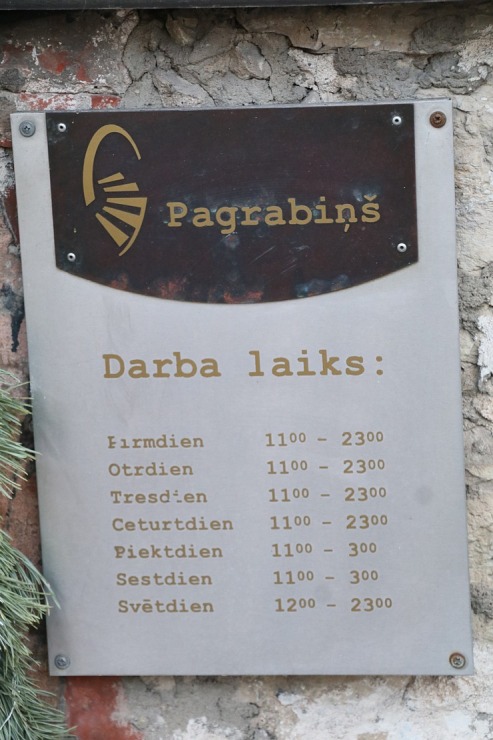 Pagrabiņš
Darba laiks:
Pirmdien 11⁰⁰ - 23⁰⁰
Otrdien 11⁰⁰ - 23⁰⁰
Tresdien 11⁰⁰ - 23⁰⁰
Ceturtdien 11⁰⁰ - 23⁰⁰
Piektdien 11⁰⁰ - 3⁰⁰
Sestdien 11⁰⁰ - 3⁰⁰
Svētdien 12⁰⁰ - 23⁰⁰